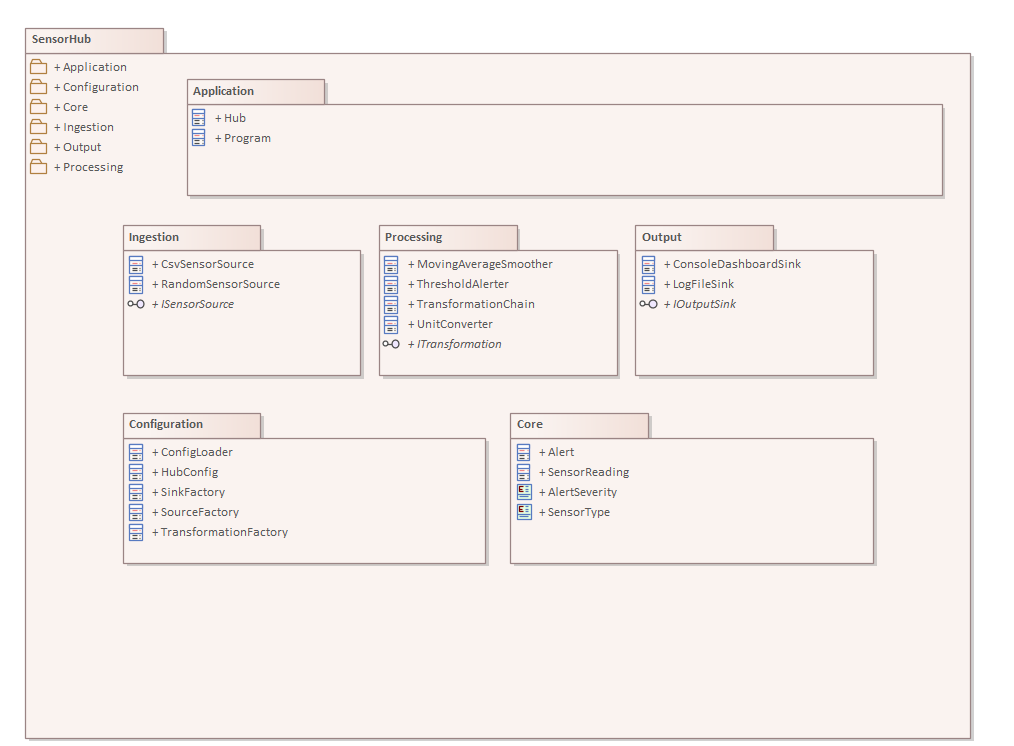 SensorHub
+ Application
+ Configuration
+ Core
+ Ingestion
+ Output
+ Processing
Application
+ Hub
+ Program
Ingestion
+ CsvSensorSource
+ RandomSensorSource
+ ISensorSource
Processing
+ MovingAverageSmoother
+ ThresholdAlerter
+ TransformationChain
+ UnitConverter
+ ITransformation
Output
+ ConsoleDashboardSink
+ LogFileSink
+ IOutputSink
Configuration
+ ConfigLoader
+ HubConfig
+ SinkFactory
+ SourceFactory
+ TransformationFactory
Core
+ Alert
+ SensorReading
+ AlertSeverity
+ SensorType